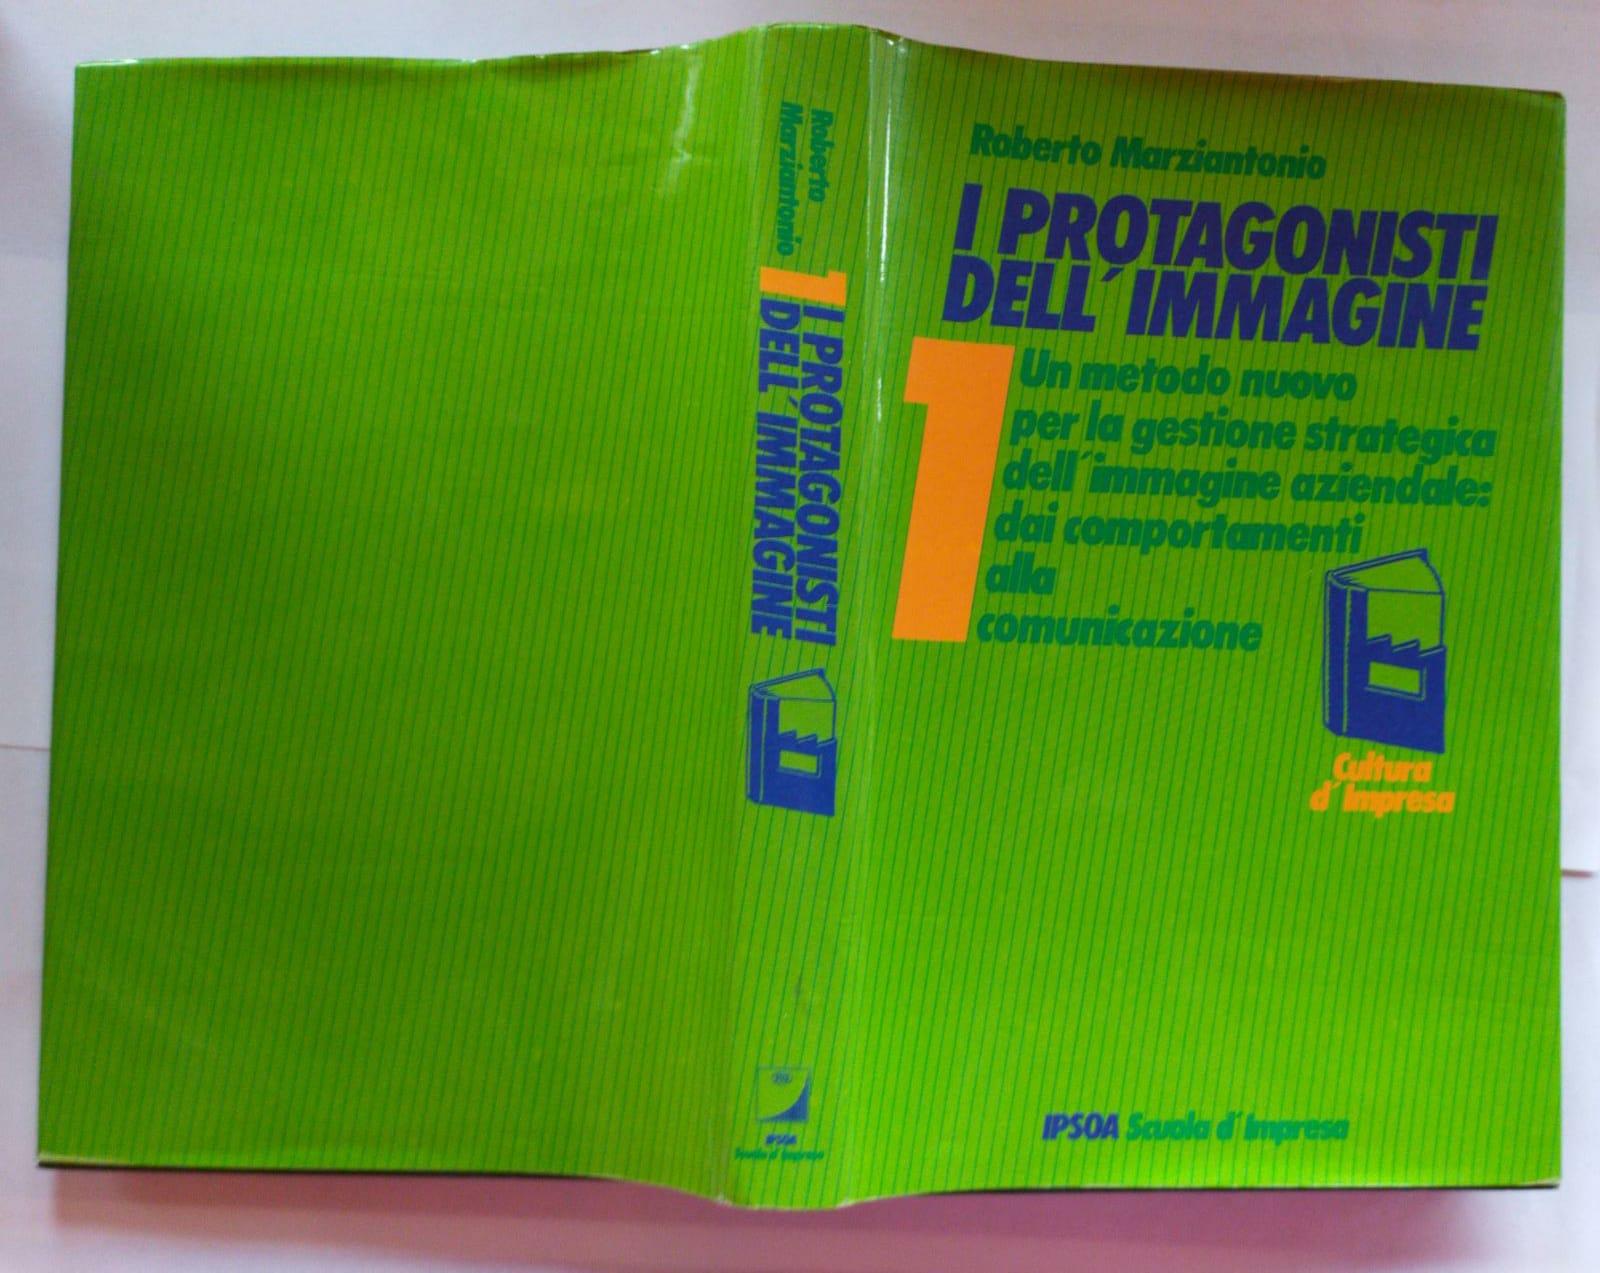 Roberto
Marziantonio
1
I PROTAGONISTI
DELL'IMMAGINE
IPSOA
Scuola d'Impresa
Roberto Marziantonio
I PROTAGONISTI
DELL'IMMAGINE
1
Un metodo nuovo
per la gestione strategica
dell'immagine aziendale:
dai comportamenti
alla
comunicazione
Cultura
d'Impresa
IPSOA Scuola d'Impresa